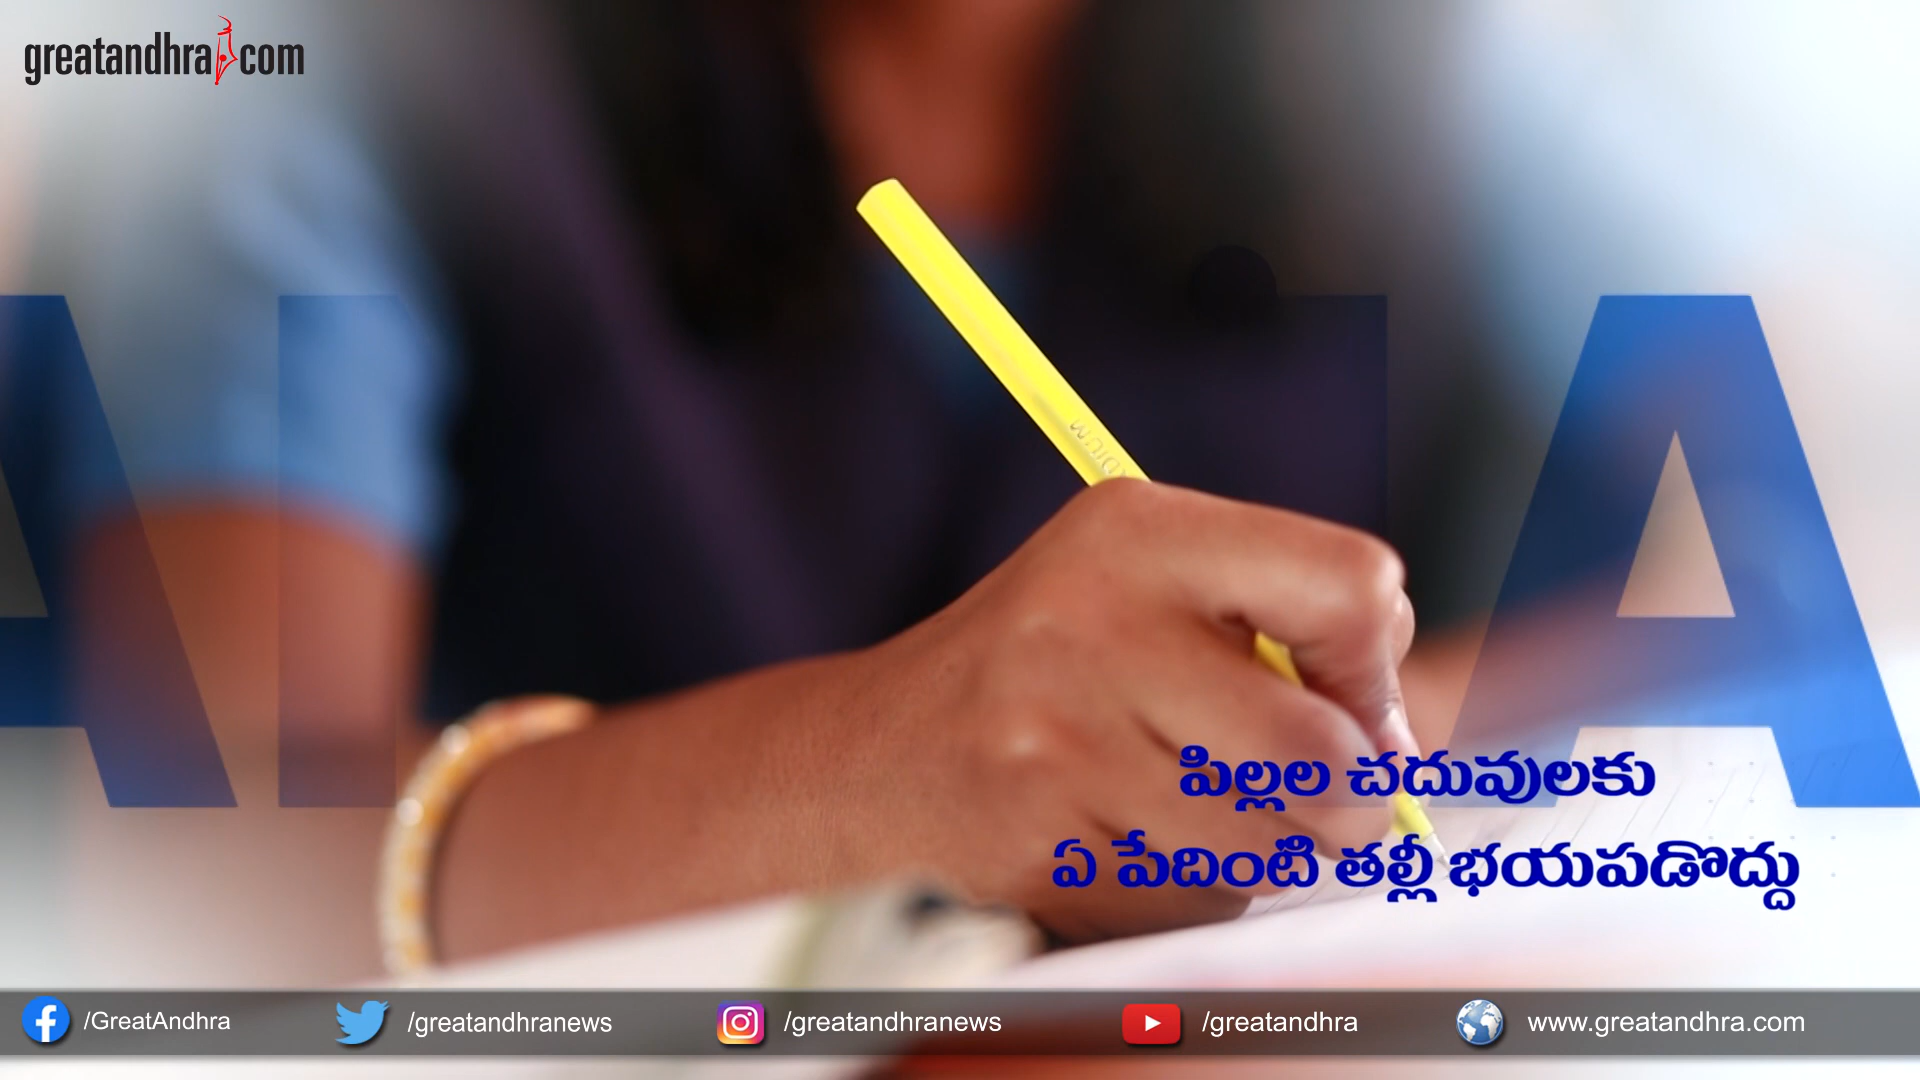 greatandhra.com
A
A
పిల్లల చదువులకు
ఏ పేదింటి తల్లీ భయపడొద్దు
/GreatAndhra
/greatandhranews
/greatandhranews
/greatandhra
www.greatandhra.com